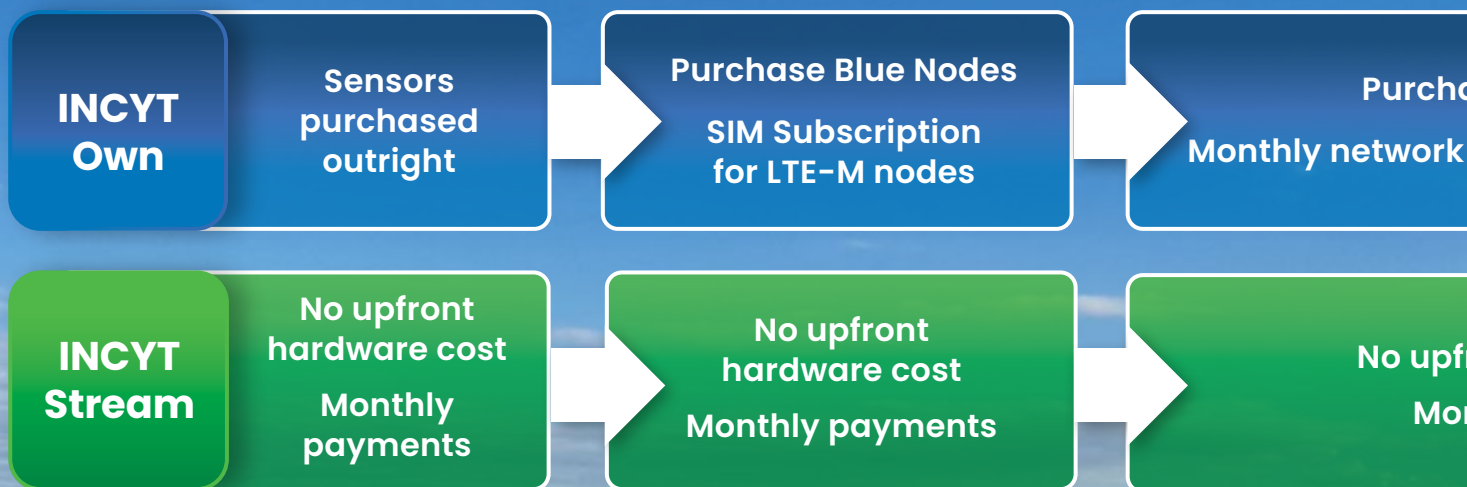 INCYT
Own
Sensors
purchased
outright
Purchase Blue Nodes
SIM Subscription
for LTE-M nodes
Monthly network
INCYT
Stream
No upfront
hardware cost
Monthly
payments
No upfront
hardware cost
Monthly payments
No